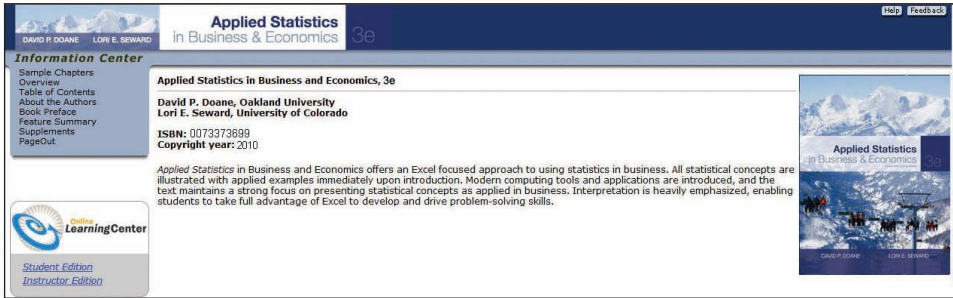 Help Feedback
DAVID P. DOANE LORI E. SEWARD
Applied Statistics
in Business & Economics 3e
Information Center
Sample Chapters
Overview
Table of Contents
About the Authors
Book Preface
Feature Summary
Supplements
PageOut
Online
LearningCenter
Student Edition
Instructor Edition
Applied Statistics in Business and Economics, 3e
David P. Doane, Oakland University
Lori E. Seward, University of Colorado
ISBN: 0073373699
Copyright year: 2010
Applied Statistics in Business and Economics offers an Excel focused approach to using statistics in business. All statistical concepts are
illustrated with applied examples immediately upon introduction. Modern computing tools and applications are introduced, and the
text maintains a strong focus on presenting statistical concepts as applied in business. Interpretation is heavily emphasized, enabling
students to take full advantage of Excel to develop and drive problem-solving skills.
Applied Statistics
in Business & Economics 3e
DAVID P. DOANE LORI E. SEWARD